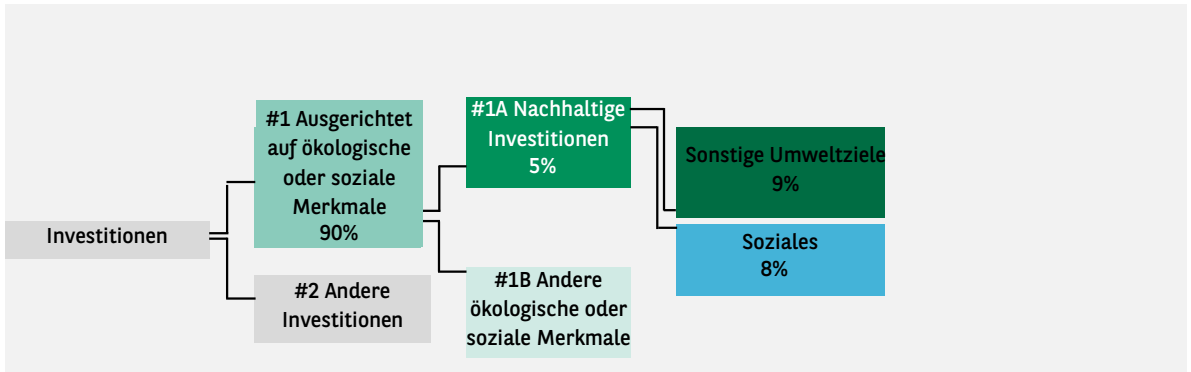 Investitionen
#1 Ausgerichtet
auf ökologische
oder soziale
Merkmale
90%
#2 Andere
Investitionen
#1A Nachhaltige
Investitionen
5%
#1B Andere
ökologische oder
soziale Merkmale
Sonstige Umweltziele
9%
Soziales
8%